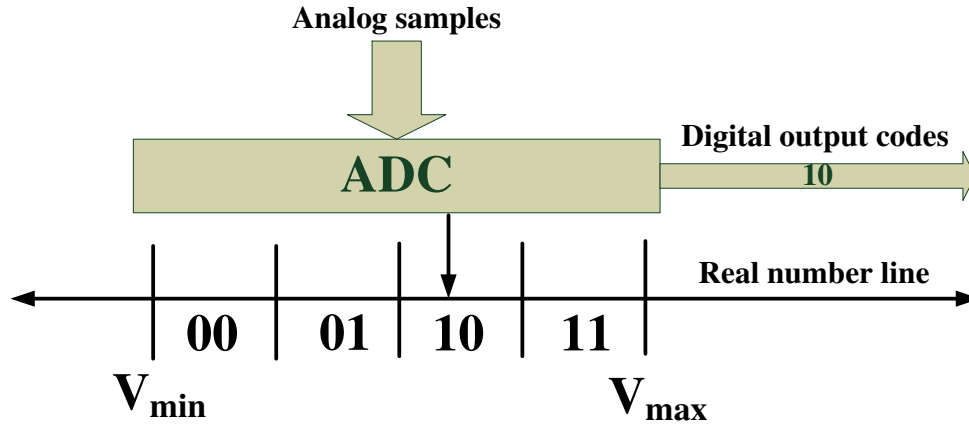 Analog samples
Digital output codes
ADC
10
Real number line
00 01 10 11
Vmin Vmax